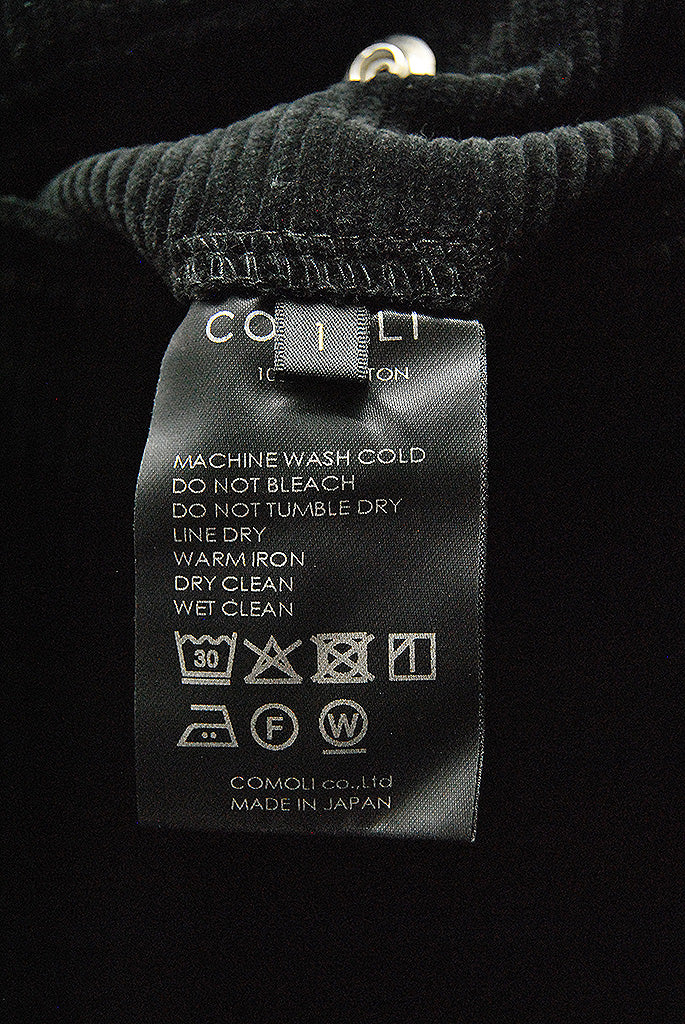 CO LI
1
10 TON
MACHINE WASH COLD
DO NOT BLEACH
DO NOT TUMBLE DRY
LINE DRY
WARM IRON
DRY CLEAN
WET CLEAN
30
F W
COMOLI co.,Ltd
MADE IN JAPAN